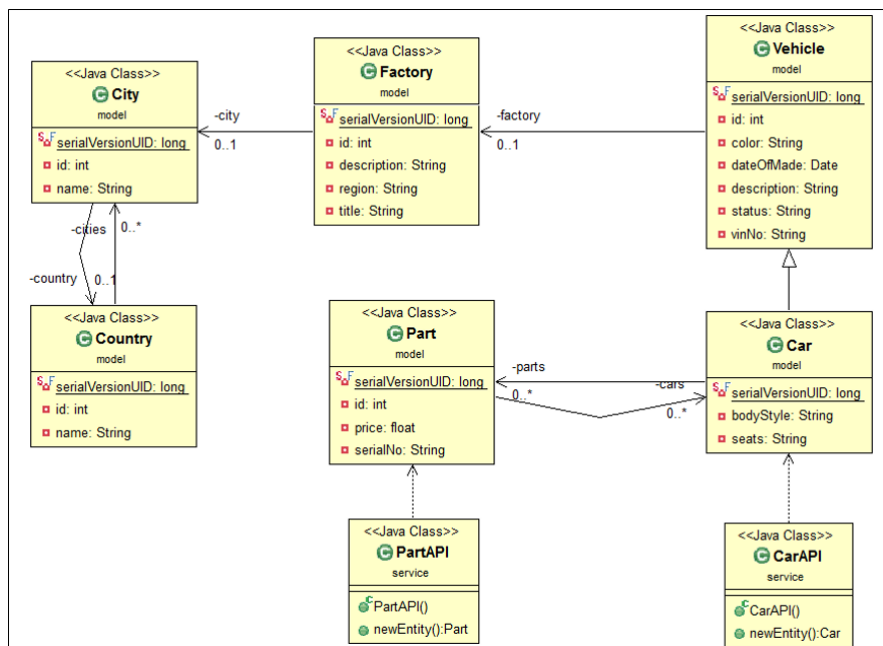 <<Java Class>>
City
model
serialVersionUID: long
id: int
name: String
<<Java Class>>
Factory
model
serialVersionUID: long
id: int
description: String
region: String
title: String
<<Java Class>>
Vehicle
model
serialVersionUID: long
id: int
color: String
dateOfMade: Date
description: String
status: String
vinNo: String
-city
0..1
-factory
0..1
-cities
0..*
-country
0..1
<<Java Class>>
Country
model
serialVersionUID: long
id: int
name: String
<<Java Class>>
Part
model
serialVersionUID: long
id: int
price: float
serialNo: String
-parts
0..*
-cars
0..*
<<Java Class>>
Car
model
serialVersionUID: long
bodyStyle: String
seats: String
<<Java Class>>
PartAPI
service
PartAPI()
newEntity():Part
<<Java Class>>
CarAPI
service
CarAPI()
newEntity():Car